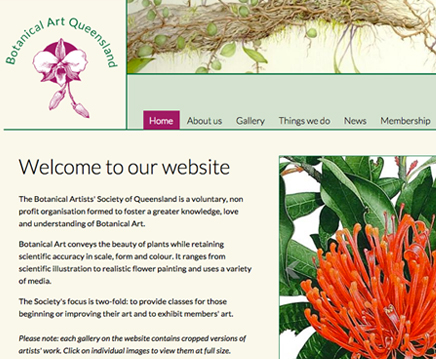 Botanical Art Queensland
Home About us Gallery Things we do News Membership
Welcome to our website
The Botanical Artists' Society of Queensland is a voluntary, non
profit organisation formed to foster a greater knowledge, love
and understanding of Botanical Art.
Botanical Art conveys the beauty of plants while retaining
scientific accuracy in scale, form and colour. It ranges from
scientific illustration to realistic flower painting and uses a variety
of media.
The Society's focus is two-fold: to provide classes for those
beginning or improving their art and to exhibit members' art.
Please note: each gallery on the website contains cropped versions of
artists' work. Click on individual images to view them at full size.